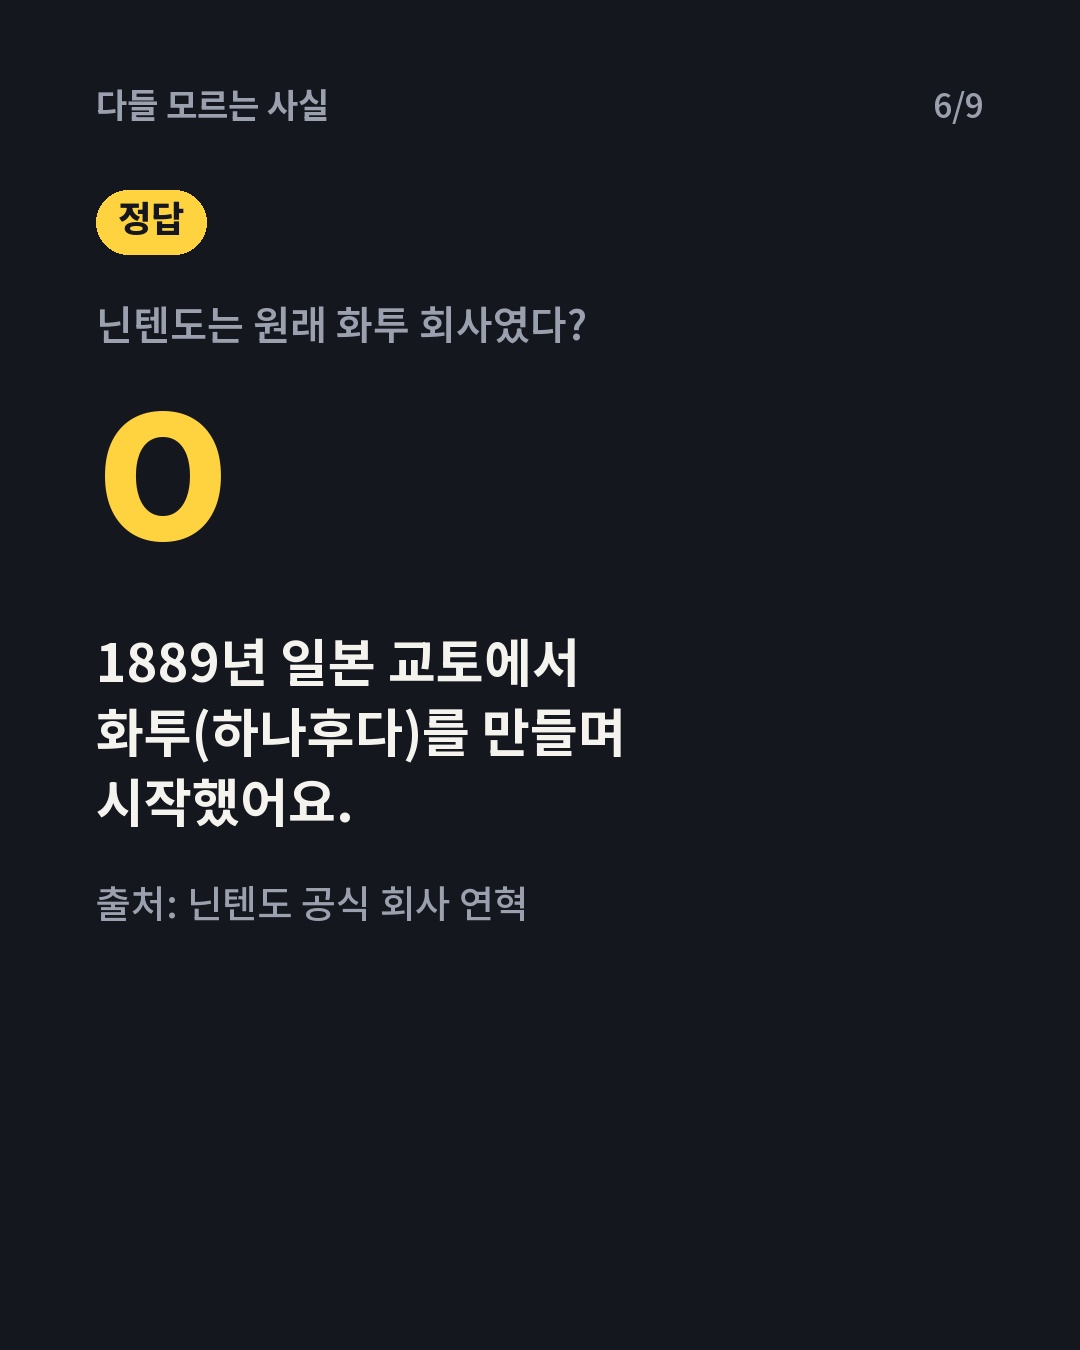 다들 모르는 사실
6/9
정답
닌텐도는 원래 화투 회사였다?
O
1889년 일본 교토에서
화투(하나후다)를 만들며
시작했어요.
출처: 닌텐도 공식 회사 연혁